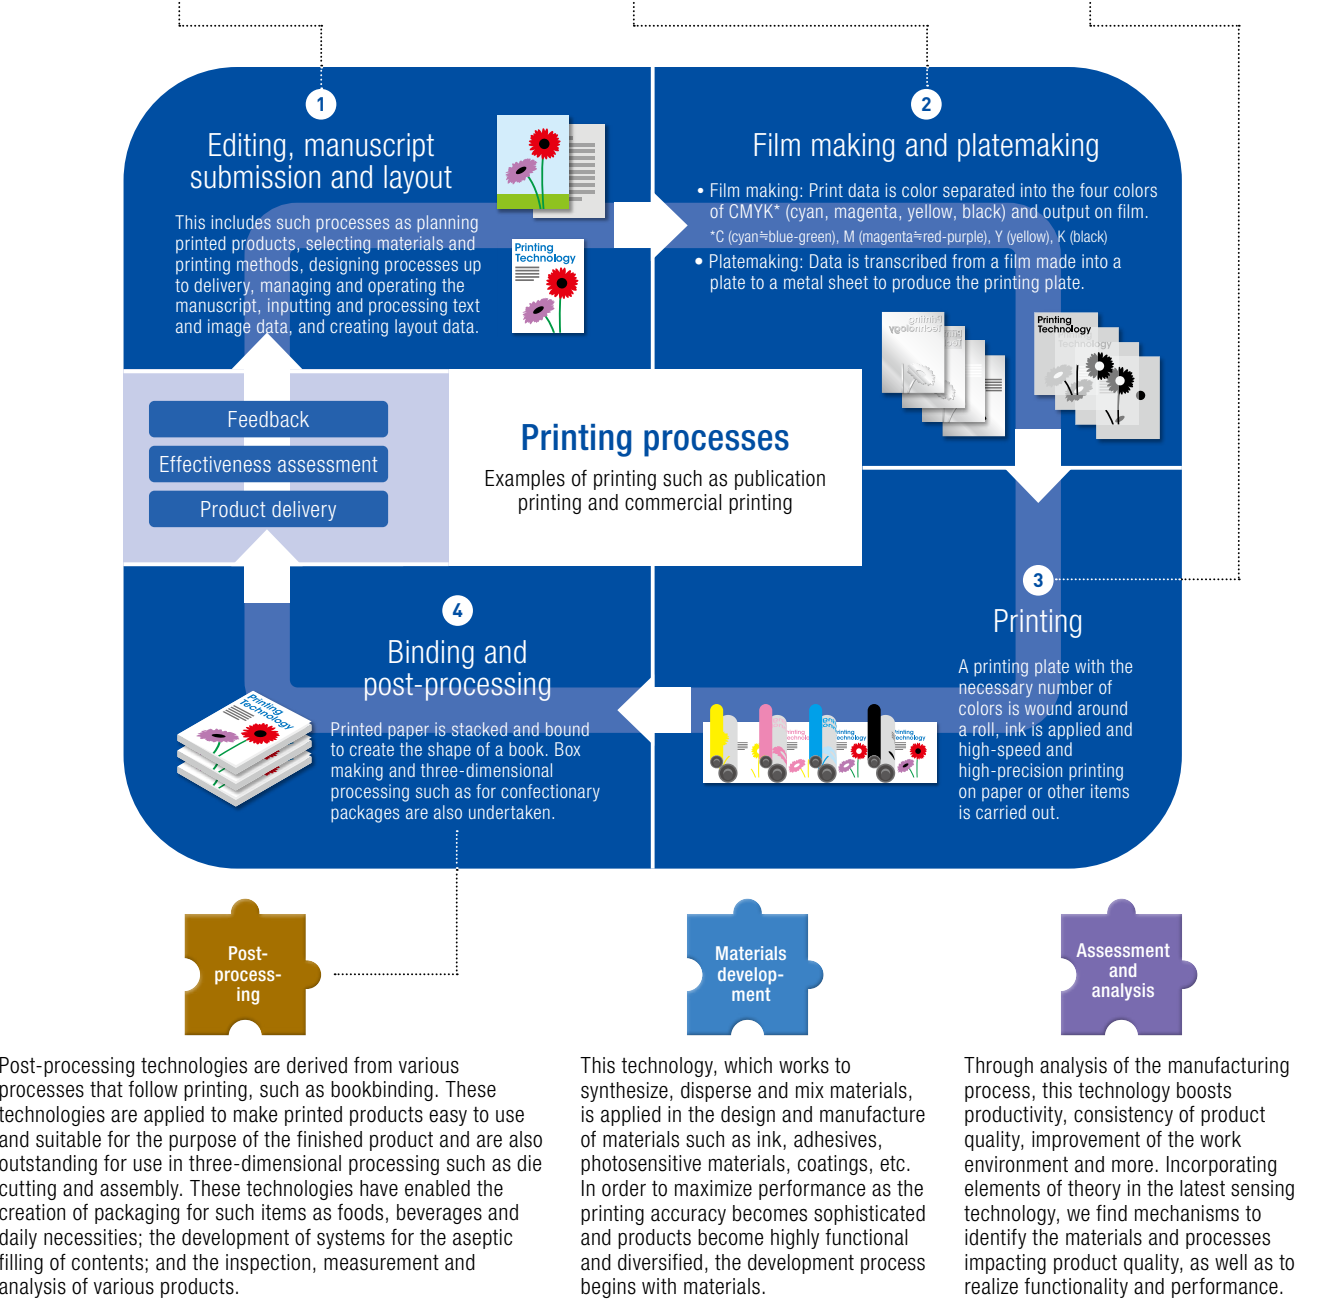 1
Editing, manuscript
submission and layout
This includes such processes as planning
printed products, selecting materials and
printing methods, designing processes up
to delivery, managing and operating the
manuscript, inputting and processing text
and image data, and creating layout data.
Printing
Technology
2
Film making and platemaking
• Film making: Print data is color separated into the four colors
of CMYK* (cyan, magenta, yellow, black) and output on film.
*C (cyan≒blue-green), M (magenta≒red-purple), Y (yellow), K (black)
• Platemaking: Data is transcribed from a film made into a
plate to a metal sheet to produce the printing plate.
Printing
Technology
Printing
Technology
Technology
Feedback
Effectiveness assessment
Product delivery
Printing processes
Examples of printing such as publication
printing and commercial printing
3
Printing
A printing plate with the
necessary number of
colors is wound around
a roll, ink is applied and
high-speed and
high-precision printing
on paper or other items
is carried out.
4
Binding and
post-processing
Printed paper is stacked and bound
to create the shape of a book. Box
making and three-dimensional
processing such as for confectionary
packages are also undertaken.
Printing
Technology
Post-
process-
ing
Materials
develop-
ment
Assessment
and
analysis
Post-processing technologies are derived from various
processes that follow printing, such as bookbinding. These
technologies are applied to make printed products easy to use
and suitable for the purpose of the finished product and are also
outstanding for use in three-dimensional processing such as die
cutting and assembly. These technologies have enabled the
creation of packaging for such items as foods, beverages and
daily necessities; the development of systems for the aseptic
filling of contents; and the inspection, measurement and
analysis of various products.
This technology, which works to
synthesize, disperse and mix materials,
is applied in the design and manufacture
of materials such as ink, adhesives,
photosensitive materials, coatings, etc.
In order to maximize performance as the
printing accuracy becomes sophisticated
and products become highly functional
and diversified, the development process
begins with materials.
Through analysis of the manufacturing
process, this technology boosts
productivity, consistency of product
quality, improvement of the work
environment and more. Incorporating
elements of theory in the latest sensing
technology, we find mechanisms to
identify the materials and processes
impacting product quality, as well as to
realize functionality and performance.